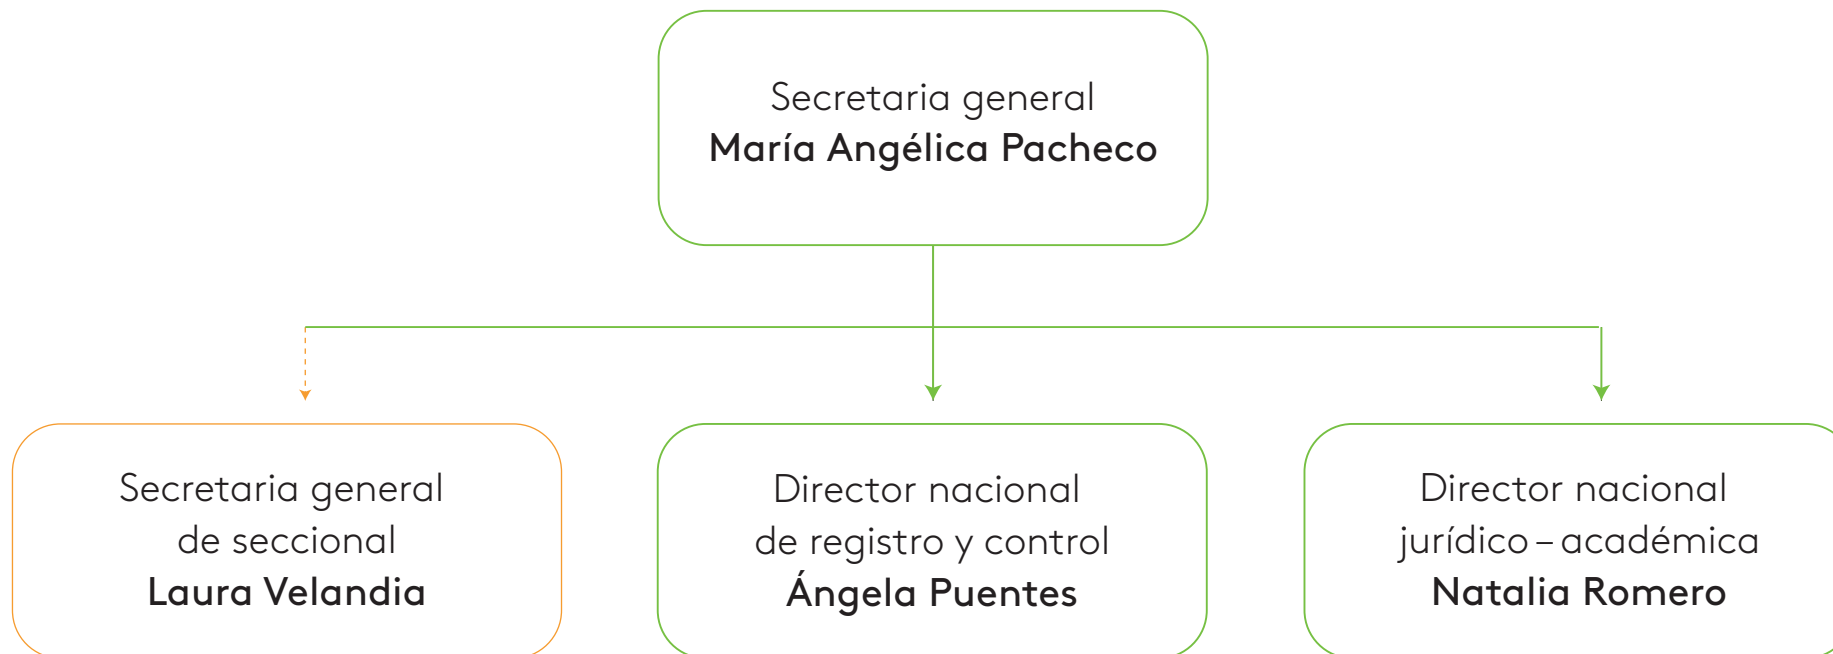 Secretaria general
María Angélica Pacheco
Secretaria general
de seccional
Laura Velandia
Director nacional
de registro y control
Ángela Puentes
Director nacional
jurídico – académica
Natalia Romero